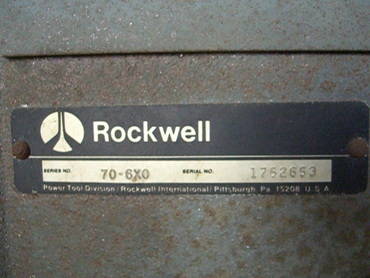 Rockwell
SERIES NO. 70-6X0 SERIAL NO. 1752653
Power Tool Division / Rockwell International / Pittsburgh, Pa. 15208 U.S.A.